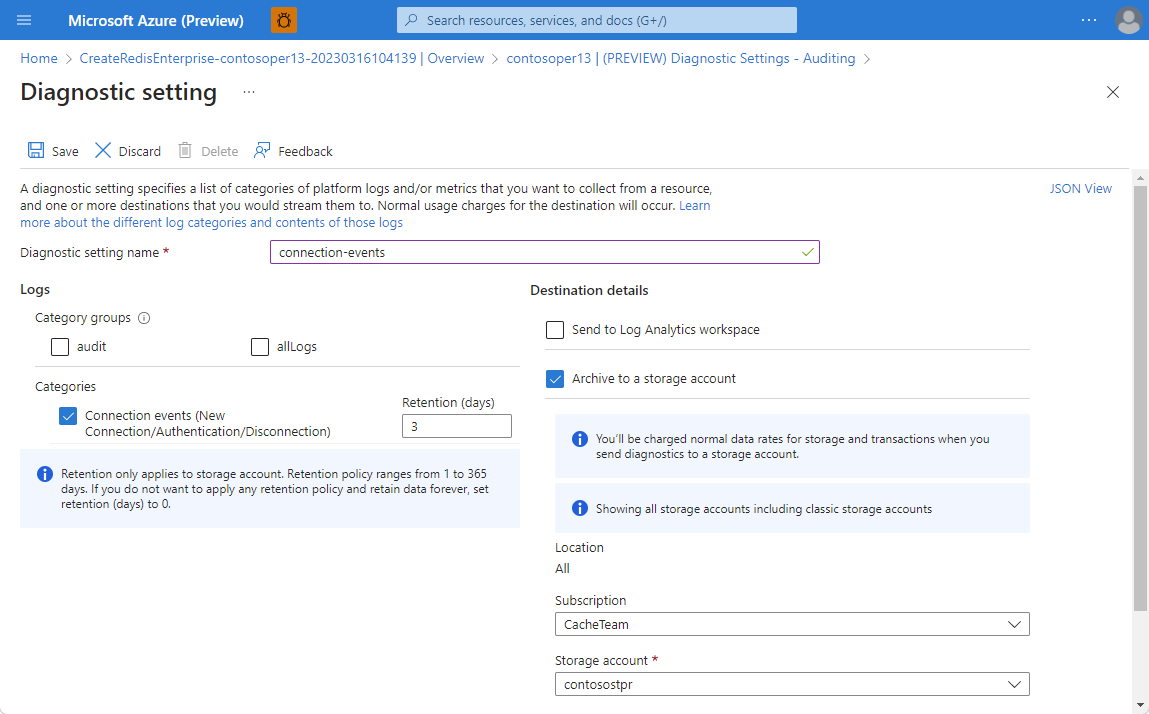 Microsoft Azure (Preview)
Search resources, services, and docs (G+/)
Home > CreateRedisEnterprise-contosoper13-20230316104139 | Overview > contosoper13 | (PREVIEW) Diagnostic Settings - Auditing >
Diagnostic setting ...
Save Discard Delete Feedback
A diagnostic setting specifies a list of categories of platform logs and/or metrics that you want to collect from a resource,
and one or more destinations that you would stream them to. Normal usage charges for the destination will occur. Learn
more about the different log categories and contents of those logs
JSON View
Diagnostic setting name *
connection-events
Logs
Category groups
audit
allLogs
Categories
Connection events (New
Connection/Authentication/Disconnection)
Retention (days)
3
Retention only applies to storage account. Retention policy ranges from 1 to 365
days. If you do not want to apply any retention policy and retain data forever, set
retention (days) to 0.
Destination details
Send to Log Analytics workspace
Archive to a storage account
You'll be charged normal data rates for storage and transactions when you
send diagnostics to a storage account.
Showing all storage accounts including classic storage accounts
Location
All
Subscription
CacheTeam
Storage account *
contosostpr